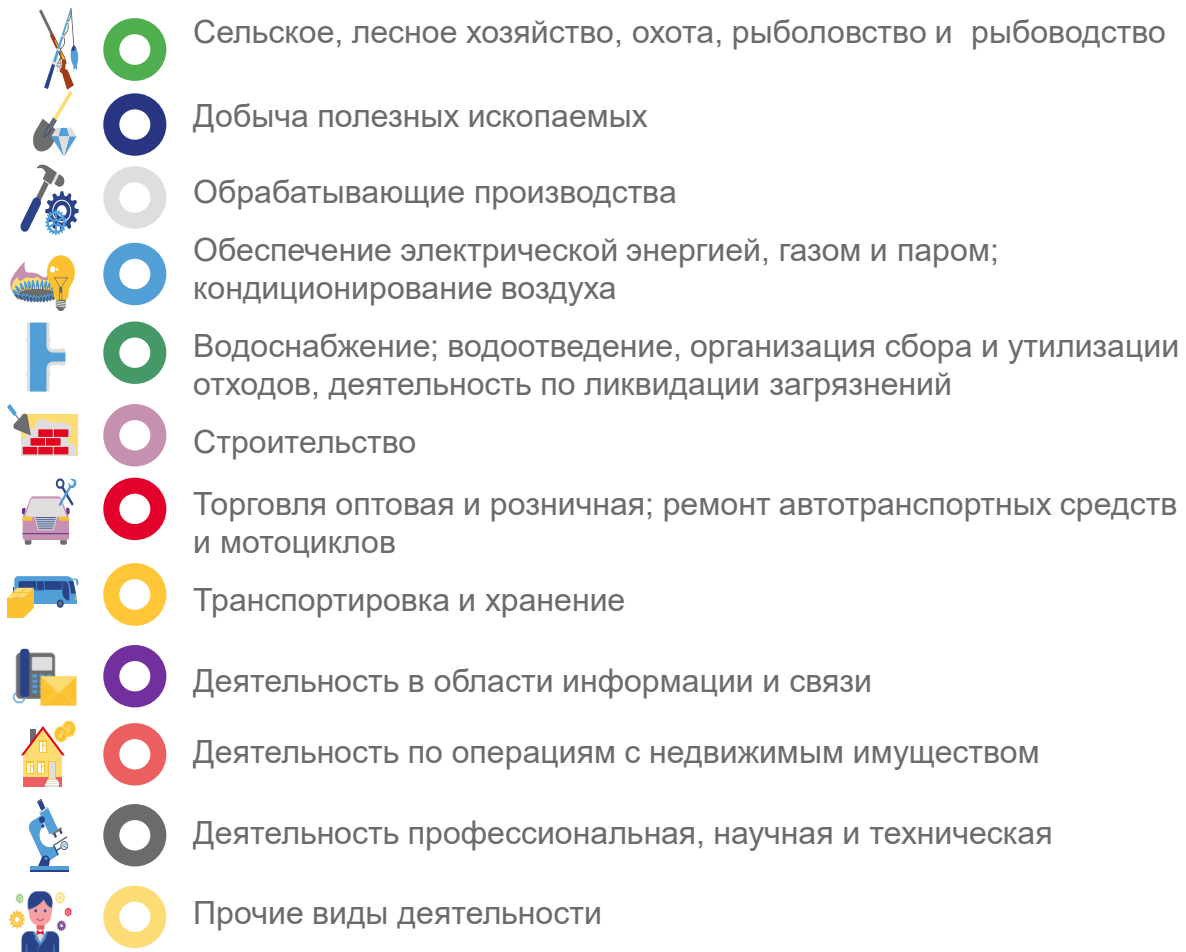 Сельское, лесное хозяйство, охота, рыболовство и рыбоводство
Добыча полезных ископаемых
Обрабатывающие производства
Обеспечение электрической энергией, газом и паром;
кондиционирование воздуха
Водоснабжение; водоотведение, организация сбора и утилизации
отходов, деятельность по ликвидации загрязнений
Строительство
Торговля оптовая и розничная; ремонт автотранспортных средств
и мотоциклов
Транспортировка и хранение
Деятельность в области информации и связи
Деятельность по операциям с недвижимым имуществом
Деятельность профессиональная, научная и техническая
Прочие виды деятельности